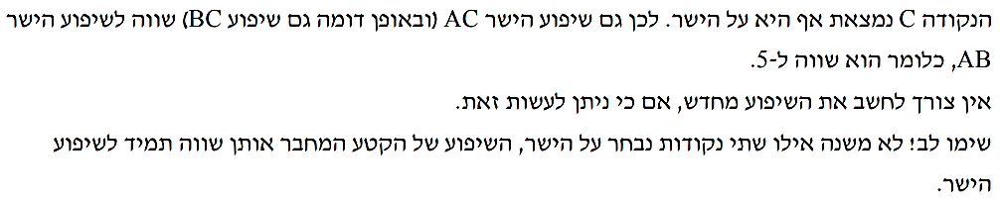 הנקודה C נמצאת אף היא על הישר. לכן גם שיפוע הישר AC (ובאופן דומה גם שיפוע BC) שווה לשיפוע הישר
AB, כלומר הוא שווה ל-5.
אין צורך לחשב את השיפוע מחדש, אם כי ניתן לעשות זאת.
שימו לב! לא משנה אילו שתי נקודות נבחר על הישר, השיפוע של הקטע המחבר אותן שווה תמיד לשיפוע
הישר.